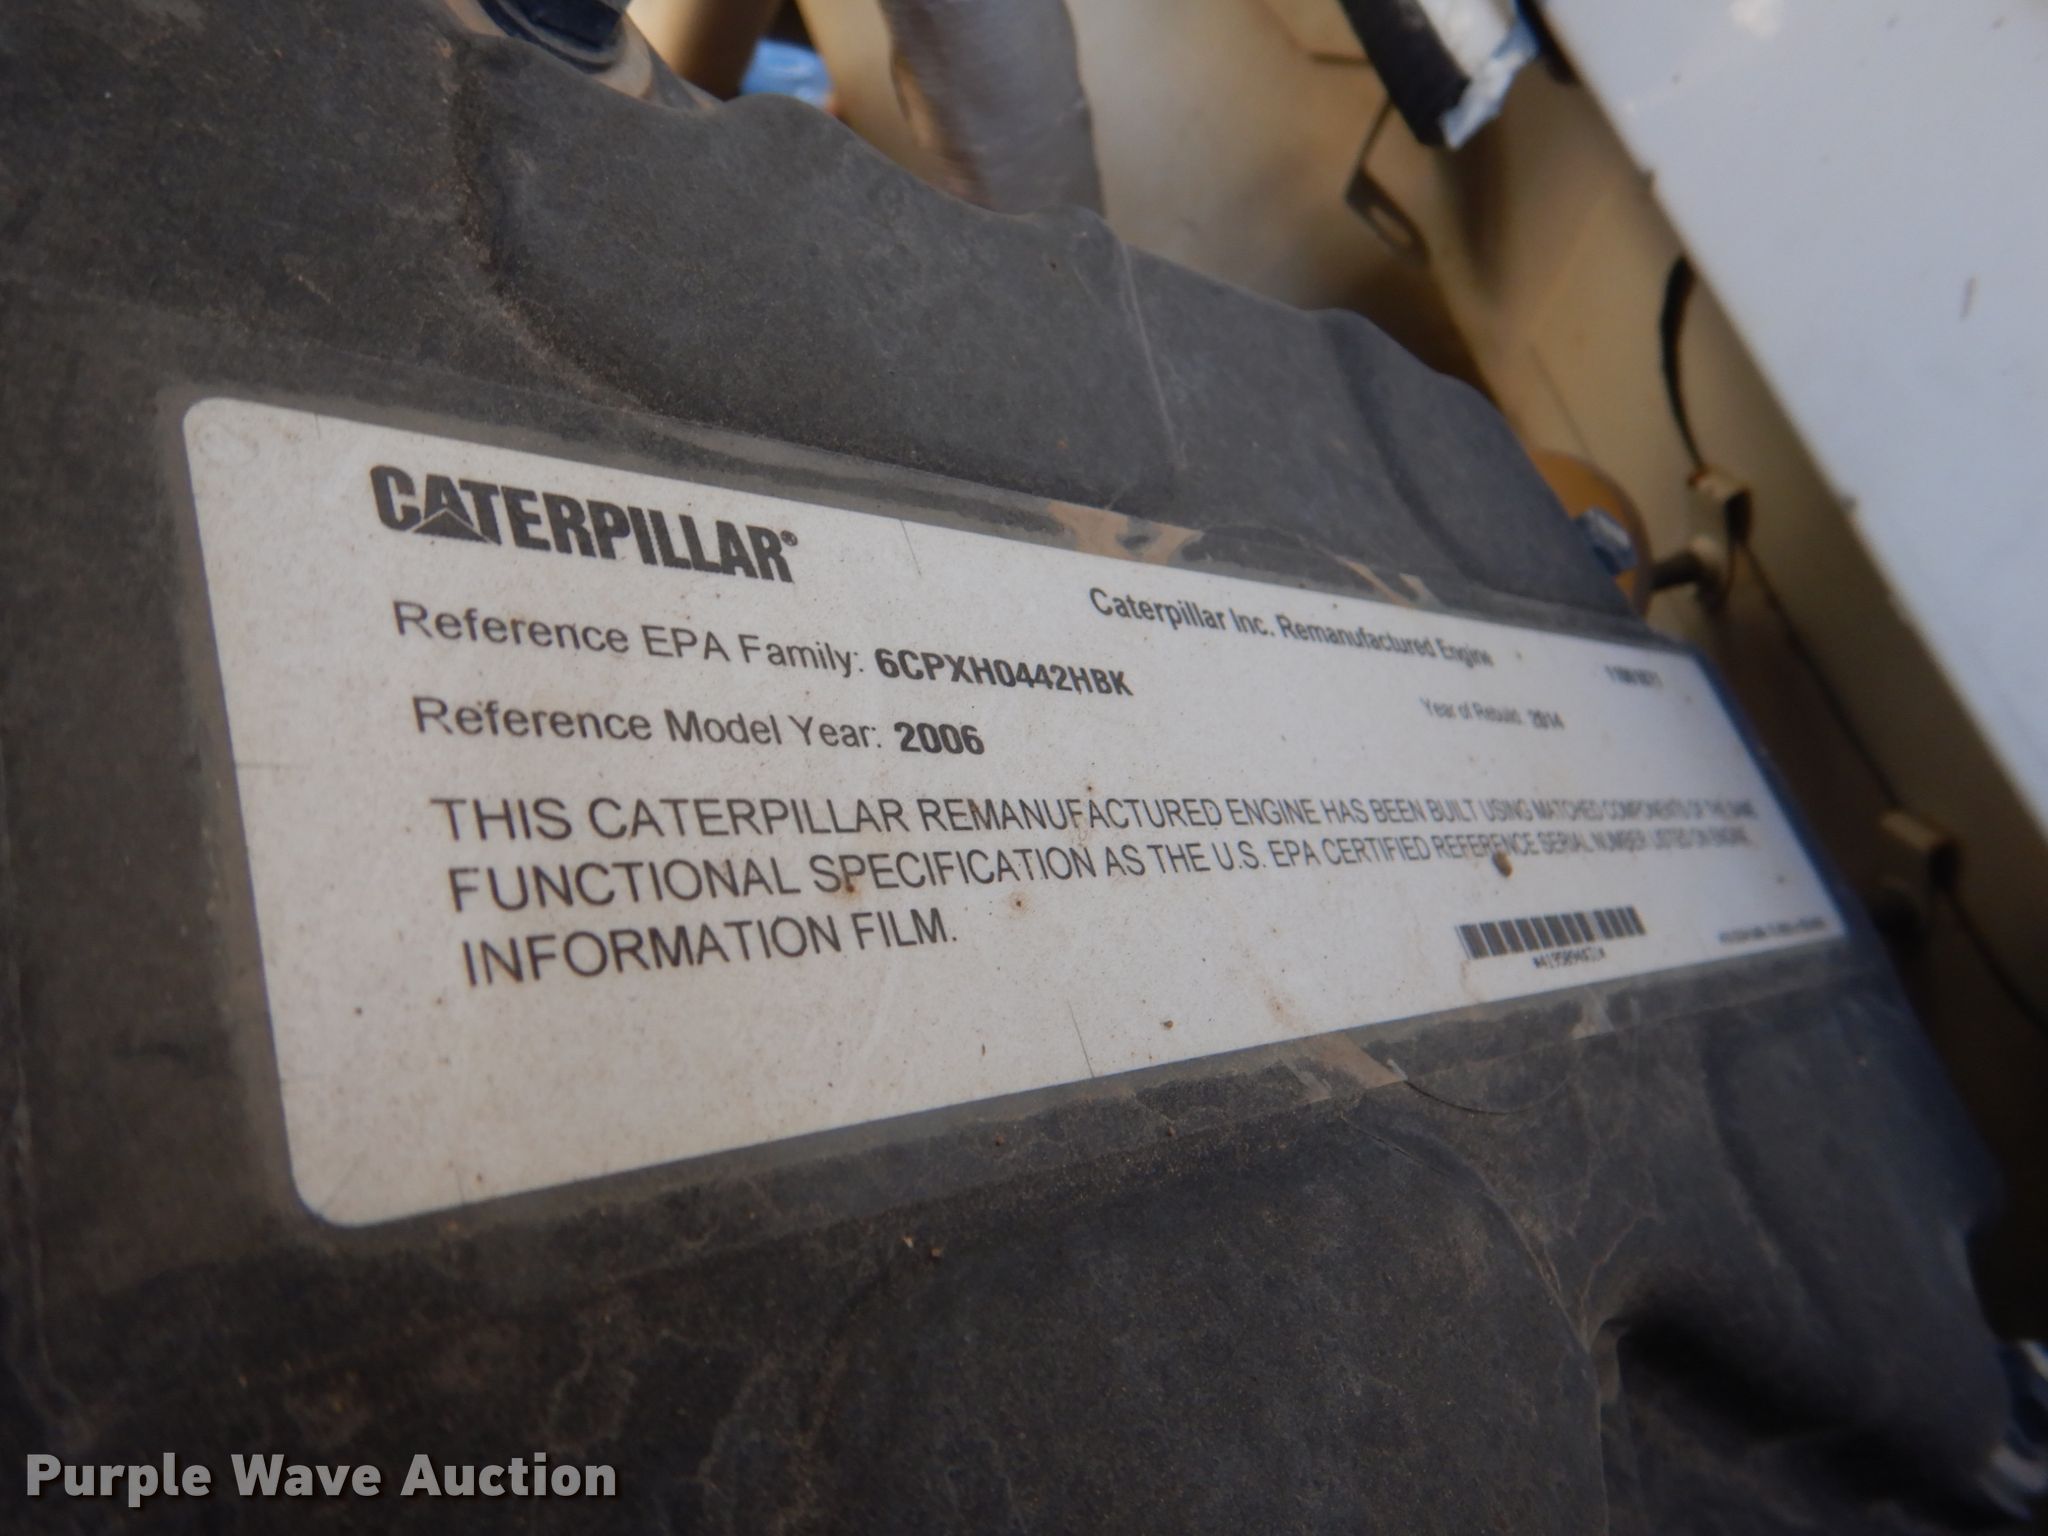 CATERPILLAR®
Caterpillar Inc. Remanufactured Engine
Reference EPA Family: 6CPXH0442HBK
Reference Model Year: 2006
Year of Rebuild: 2014
THIS CATERPILLAR REMANUFACTURED ENGINE HAS BEEN BUILT USING MATCHED COMPONENTS OF THE SAME
FUNCTIONAL SPECIFICATION AS THE U.S. EPA CERTIFIED REFERENCE SERIAL NUMBER LISTED ON ENGINE
INFORMATION FILM.
Purple Wave Auction